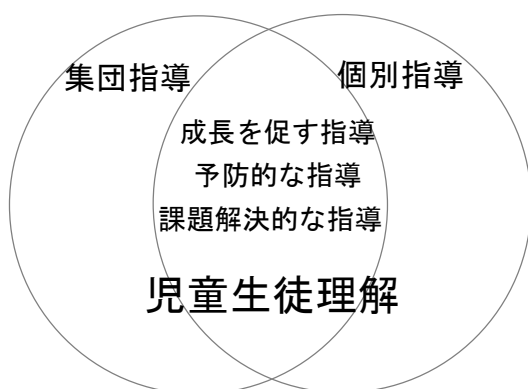 集団指導
個別指導
成長を促す指導
予防的な指導
課題解決的な指導
児童生徒理解